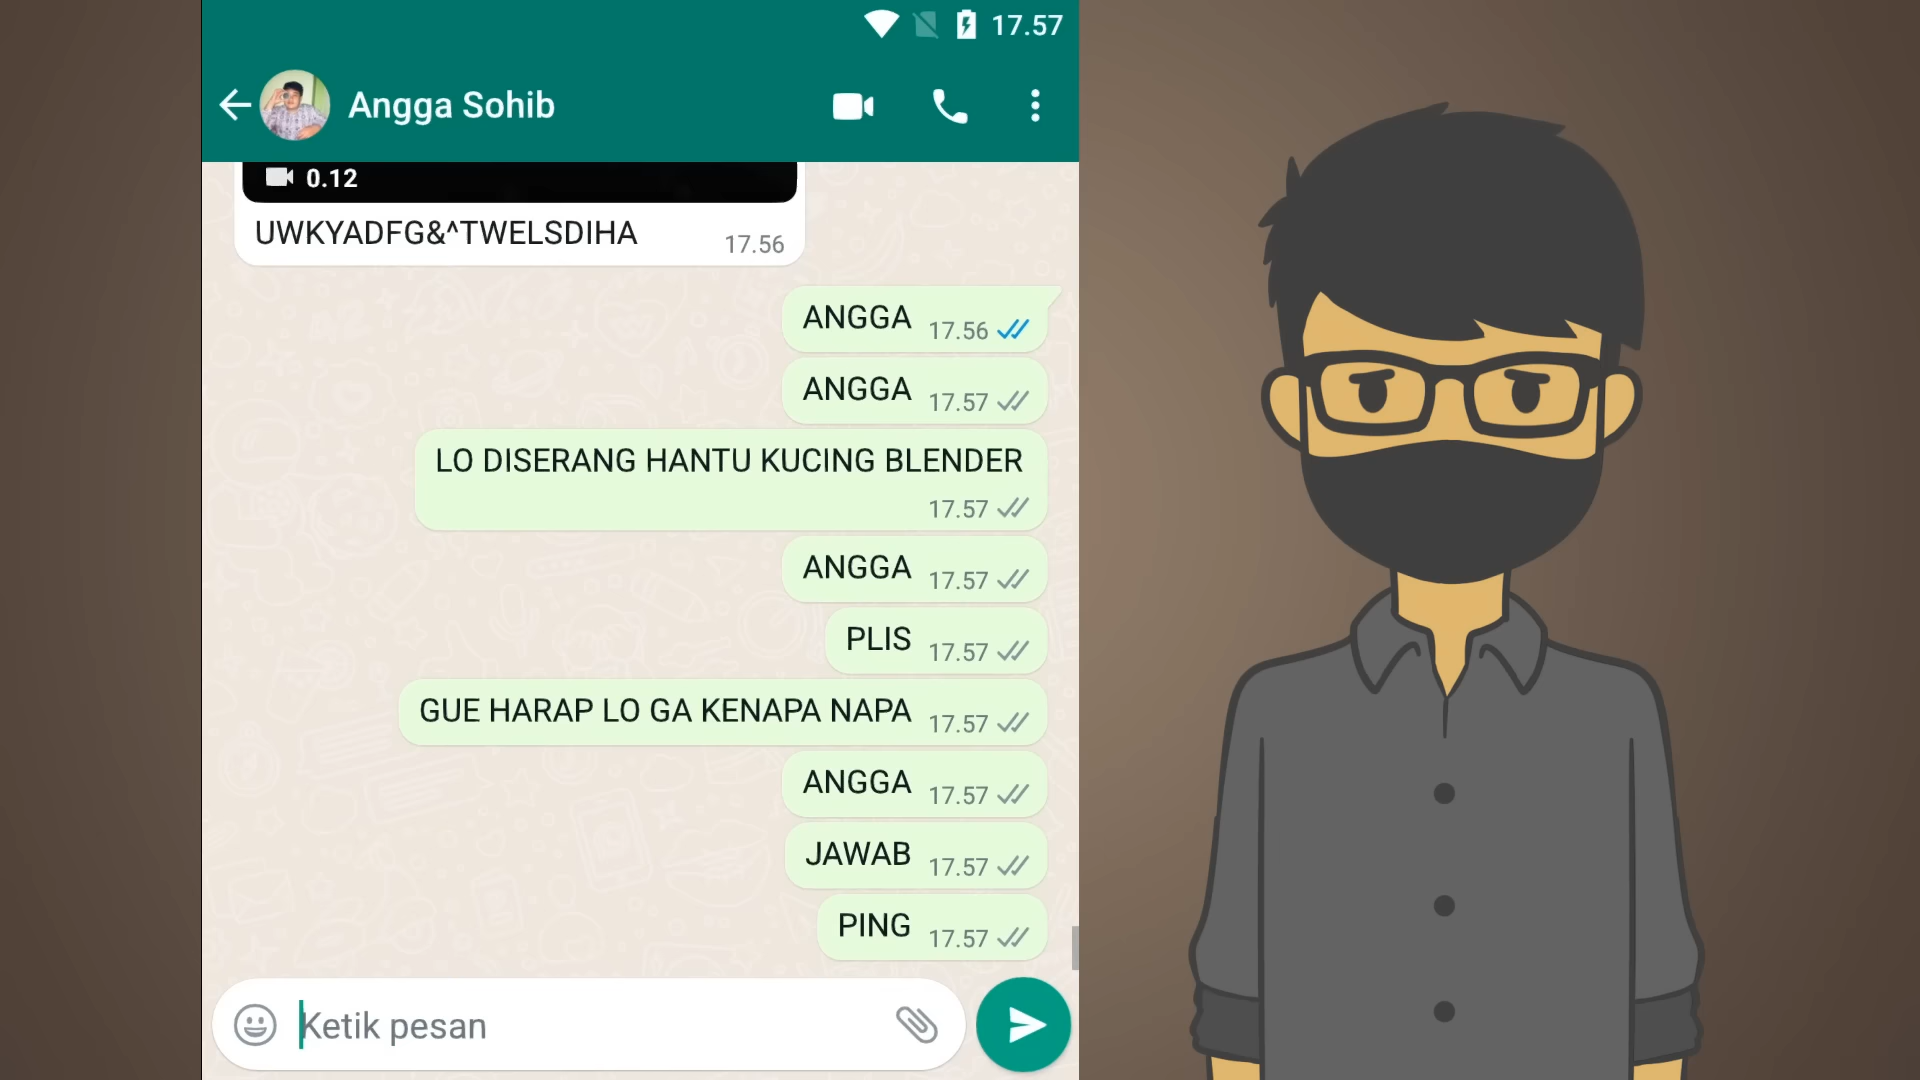 17.57
Angga Sohib
0.12
UWKYADFG&^TWELSDIHA
17.56
ANGGA 17.56
ANGGA 17.57
LO DISERANG HANTU KUCING BLENDER
17.57
ANGGA 17.57
PLIS 17.57
GUE HARAP LO GA KENAPA NAPA 17.57
ANGGA 17.57
JAWAB 17.57
PING 17.57
Ketik pesan